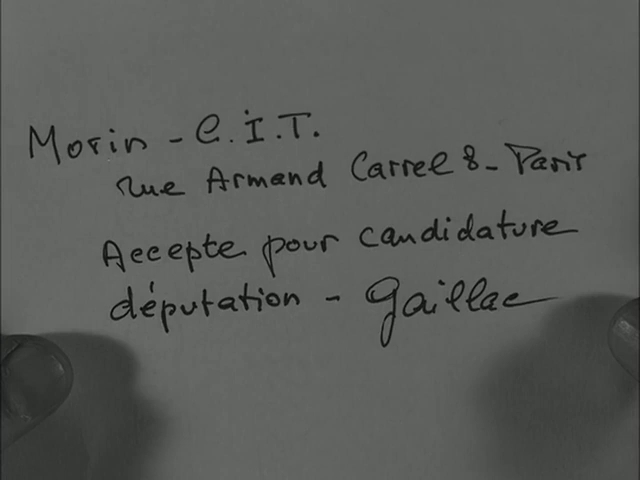 Morin - C.I.T.
rue Armand Carrel 8 - Paris
Accepte pour candidature
députation - Gaillac